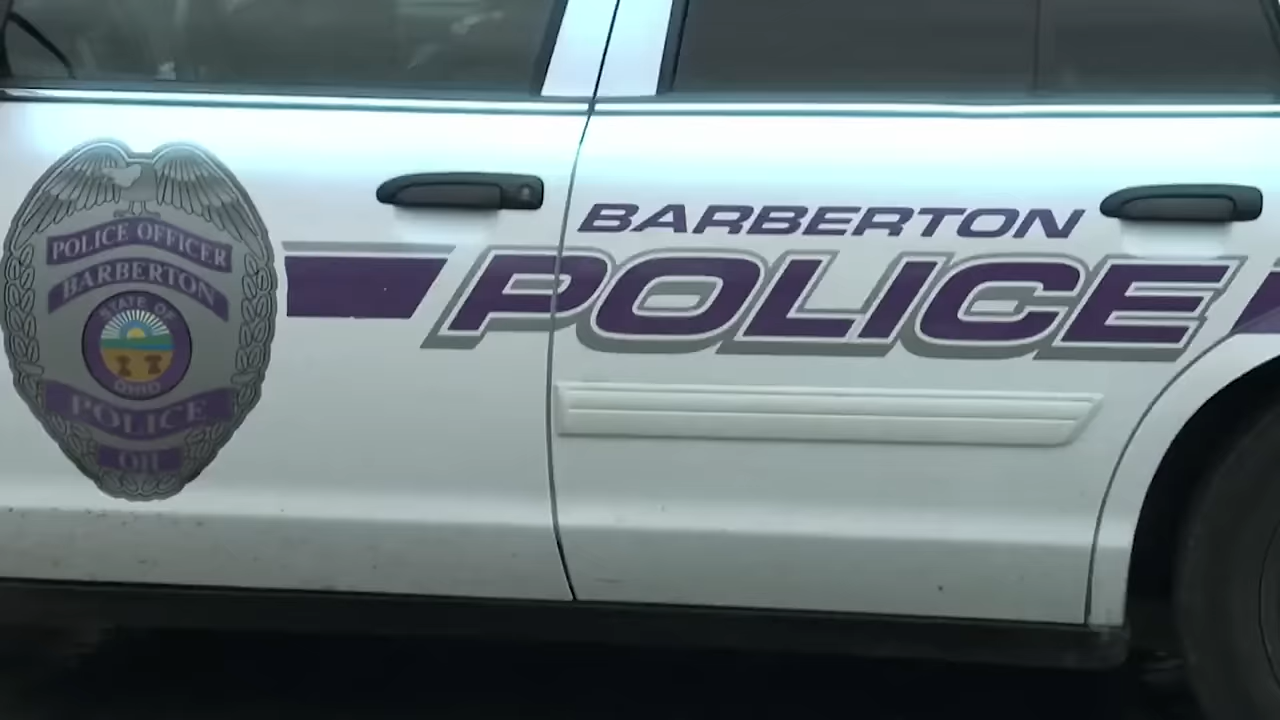 POLICE OFFICER
BARBERTON
STATE OF
OHIO
POLICE
OH
BARBERTON
POLICE